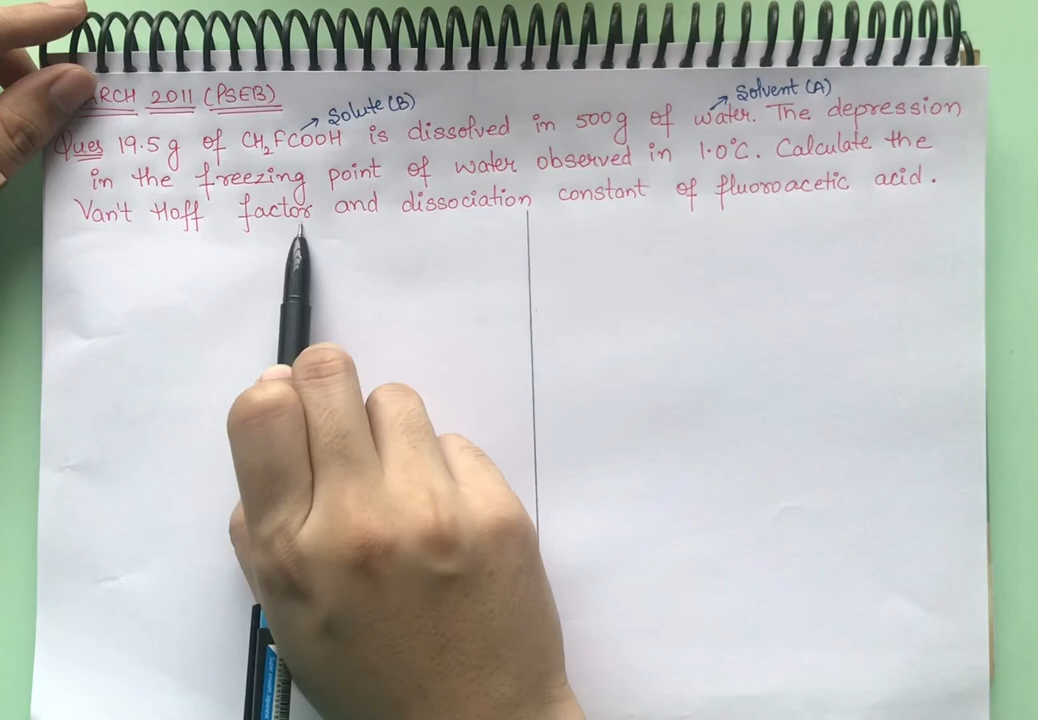 ARCH 2011 (PSEB)
Solute (B)
Solvent (A)
Ques 19.5 g of CH₂FCOOH is dissolved in 500g of water. The depression
in the freezing point of water observed in 1.0°C. Calculate the
Van't Hoff factor and dissociation constant of fluoroacetic acid.